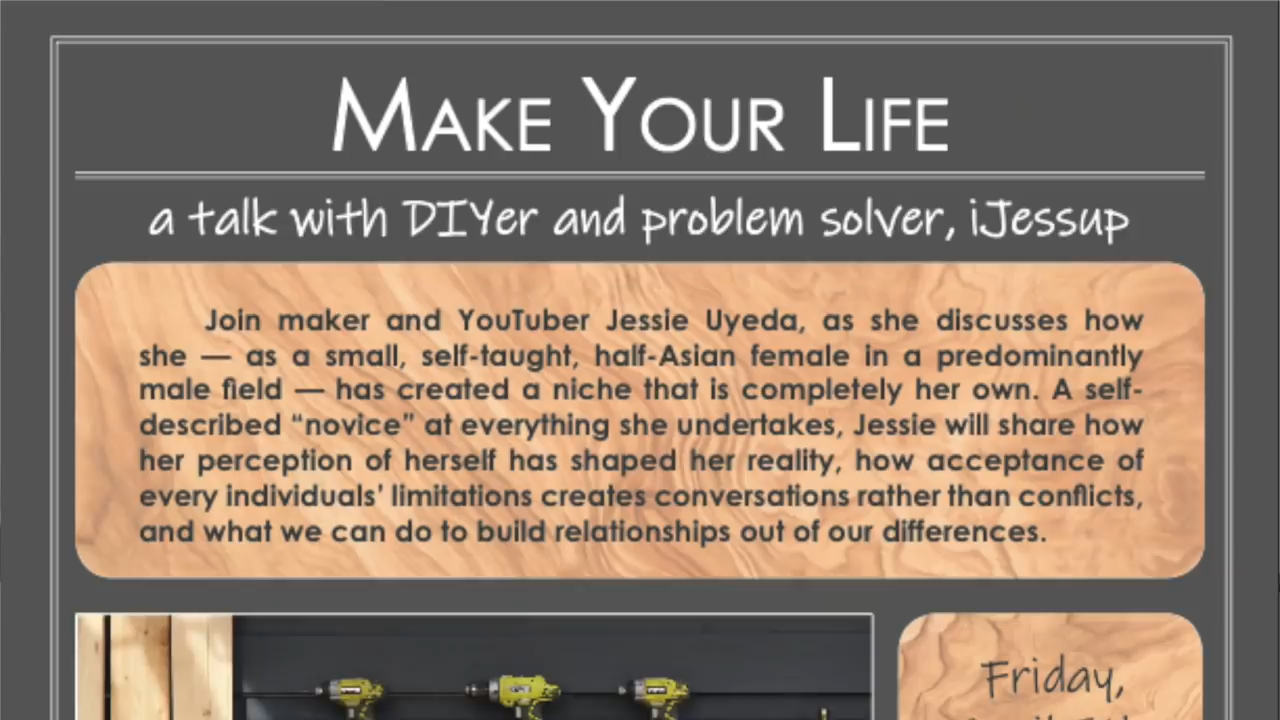 Make Your Life
a talk with DIYer and problem solver, iJessup
Join maker and YouTuber Jessie Uyeda, as she discusses how
she — as a small, self-taught, half-Asian female in a predominantly
male field — has created a niche that is completely her own. A self-
described “novice” at everything she undertakes, Jessie will share how
her perception of herself has shaped her reality, how acceptance of
every individuals’ limitations creates conversations rather than conflicts,
and what we can do to build relationships out of our differences.
Friday,